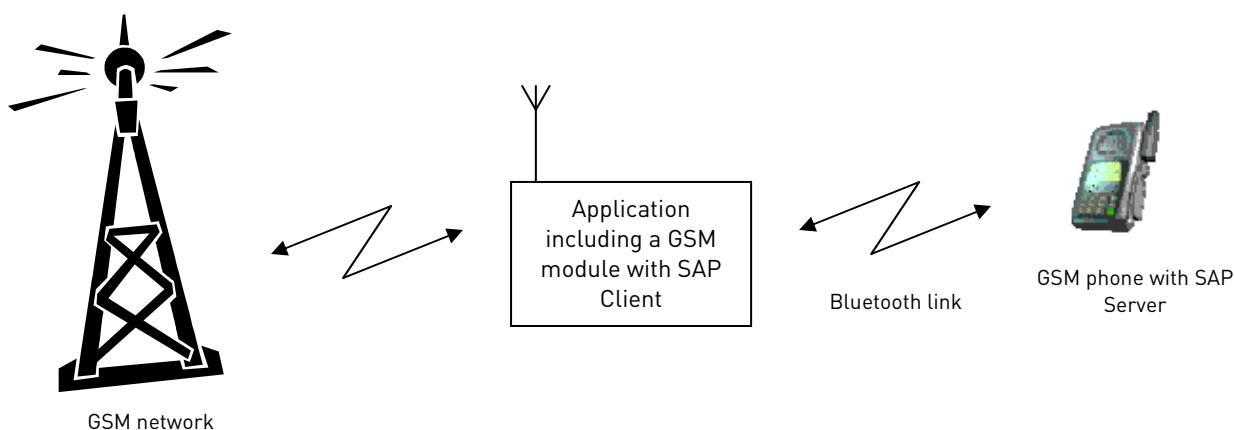 Application
including a GSM
module with SAP
Client
Bluetooth link
GSM phone with SAP
Server
GSM network